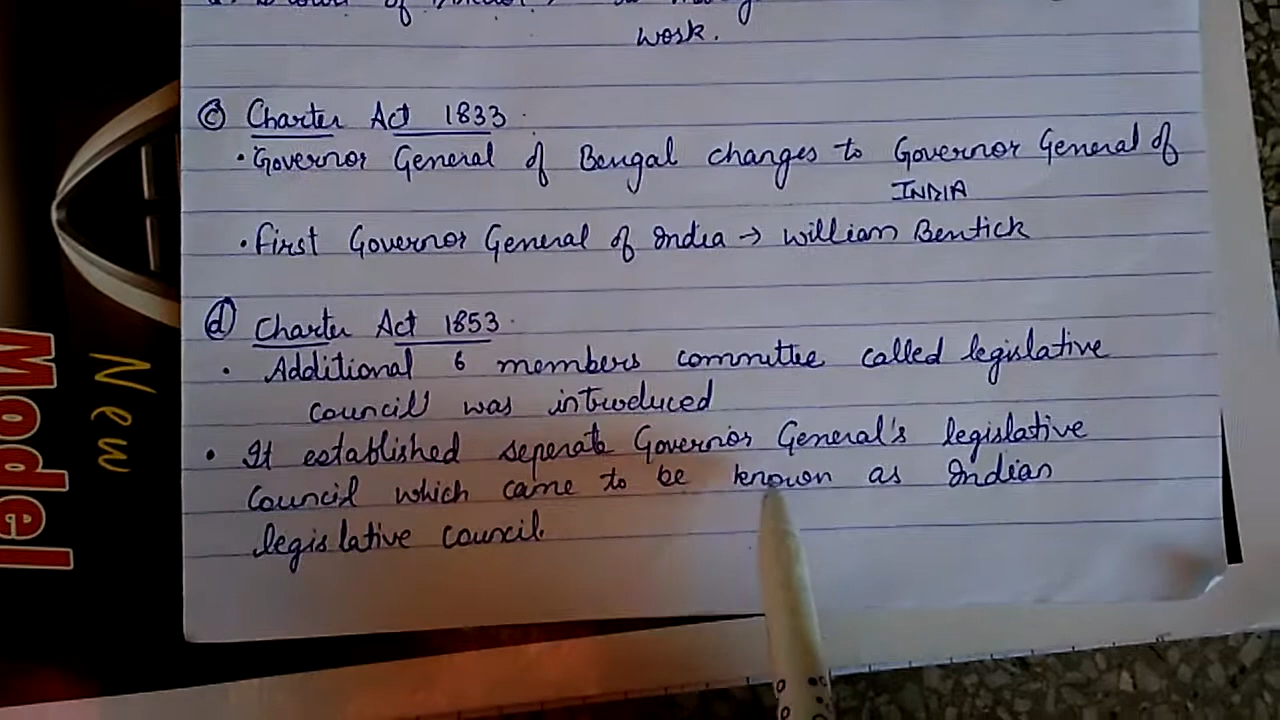 work.
© Charter Act 1833.
• Governor General of Bengal changes to Governor General of
INDIA
• First Governor General of India → William Bentick
ⓓ Charter Act 1853.
• Additional 6 members committee called legislative
council was introduced
• It established seperate Governor General's legislative
Council which came to be known as Indian
legislative council.
Model
New